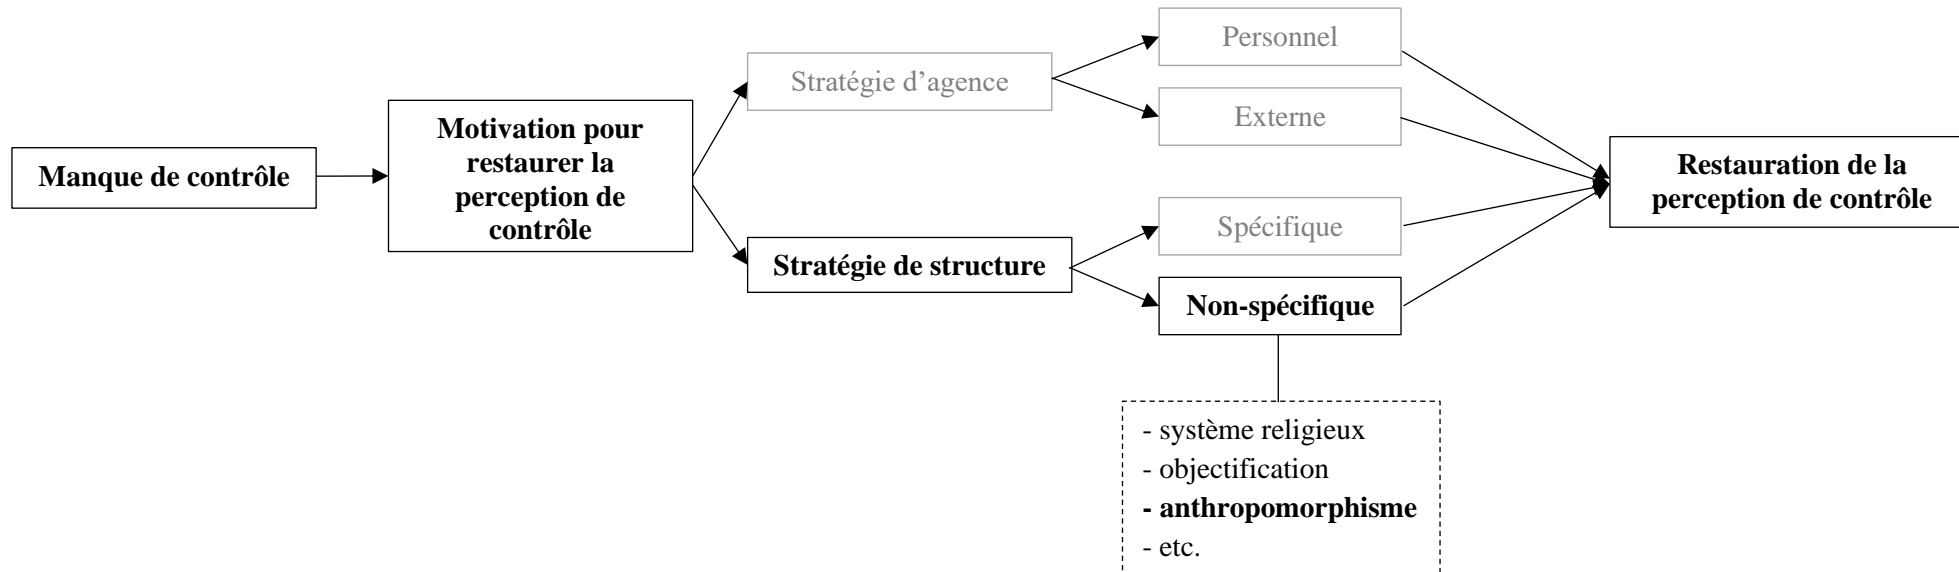 Manque de contrôle
Motivation pour
restaurer la
perception de
contrôle
Stratégie d’agence
Stratégie de structure
Personnel
Externe
Spécifique
Non-spécifique
- système religieux
- objectification
- anthropomorphisme
- etc.
Restauration de la
perception de contrôle